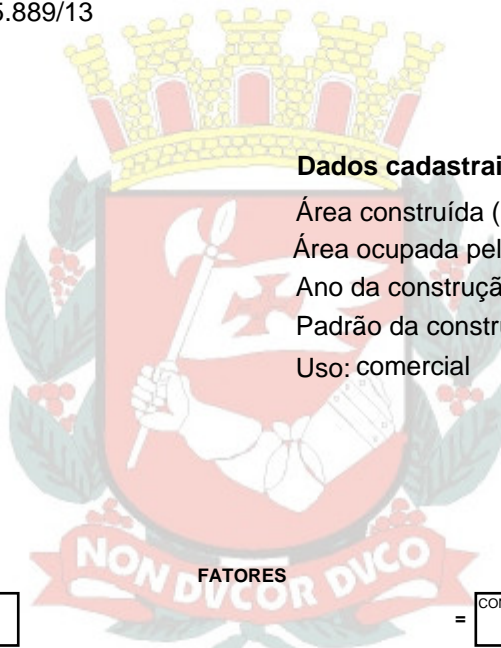 5.889/13
Dados cadastrai
Área construída (
Área ocupada pel
Ano da construçã
Padrão da constru
Uso: comercial
NON DVCOR DVCO
FATORES
=
CON